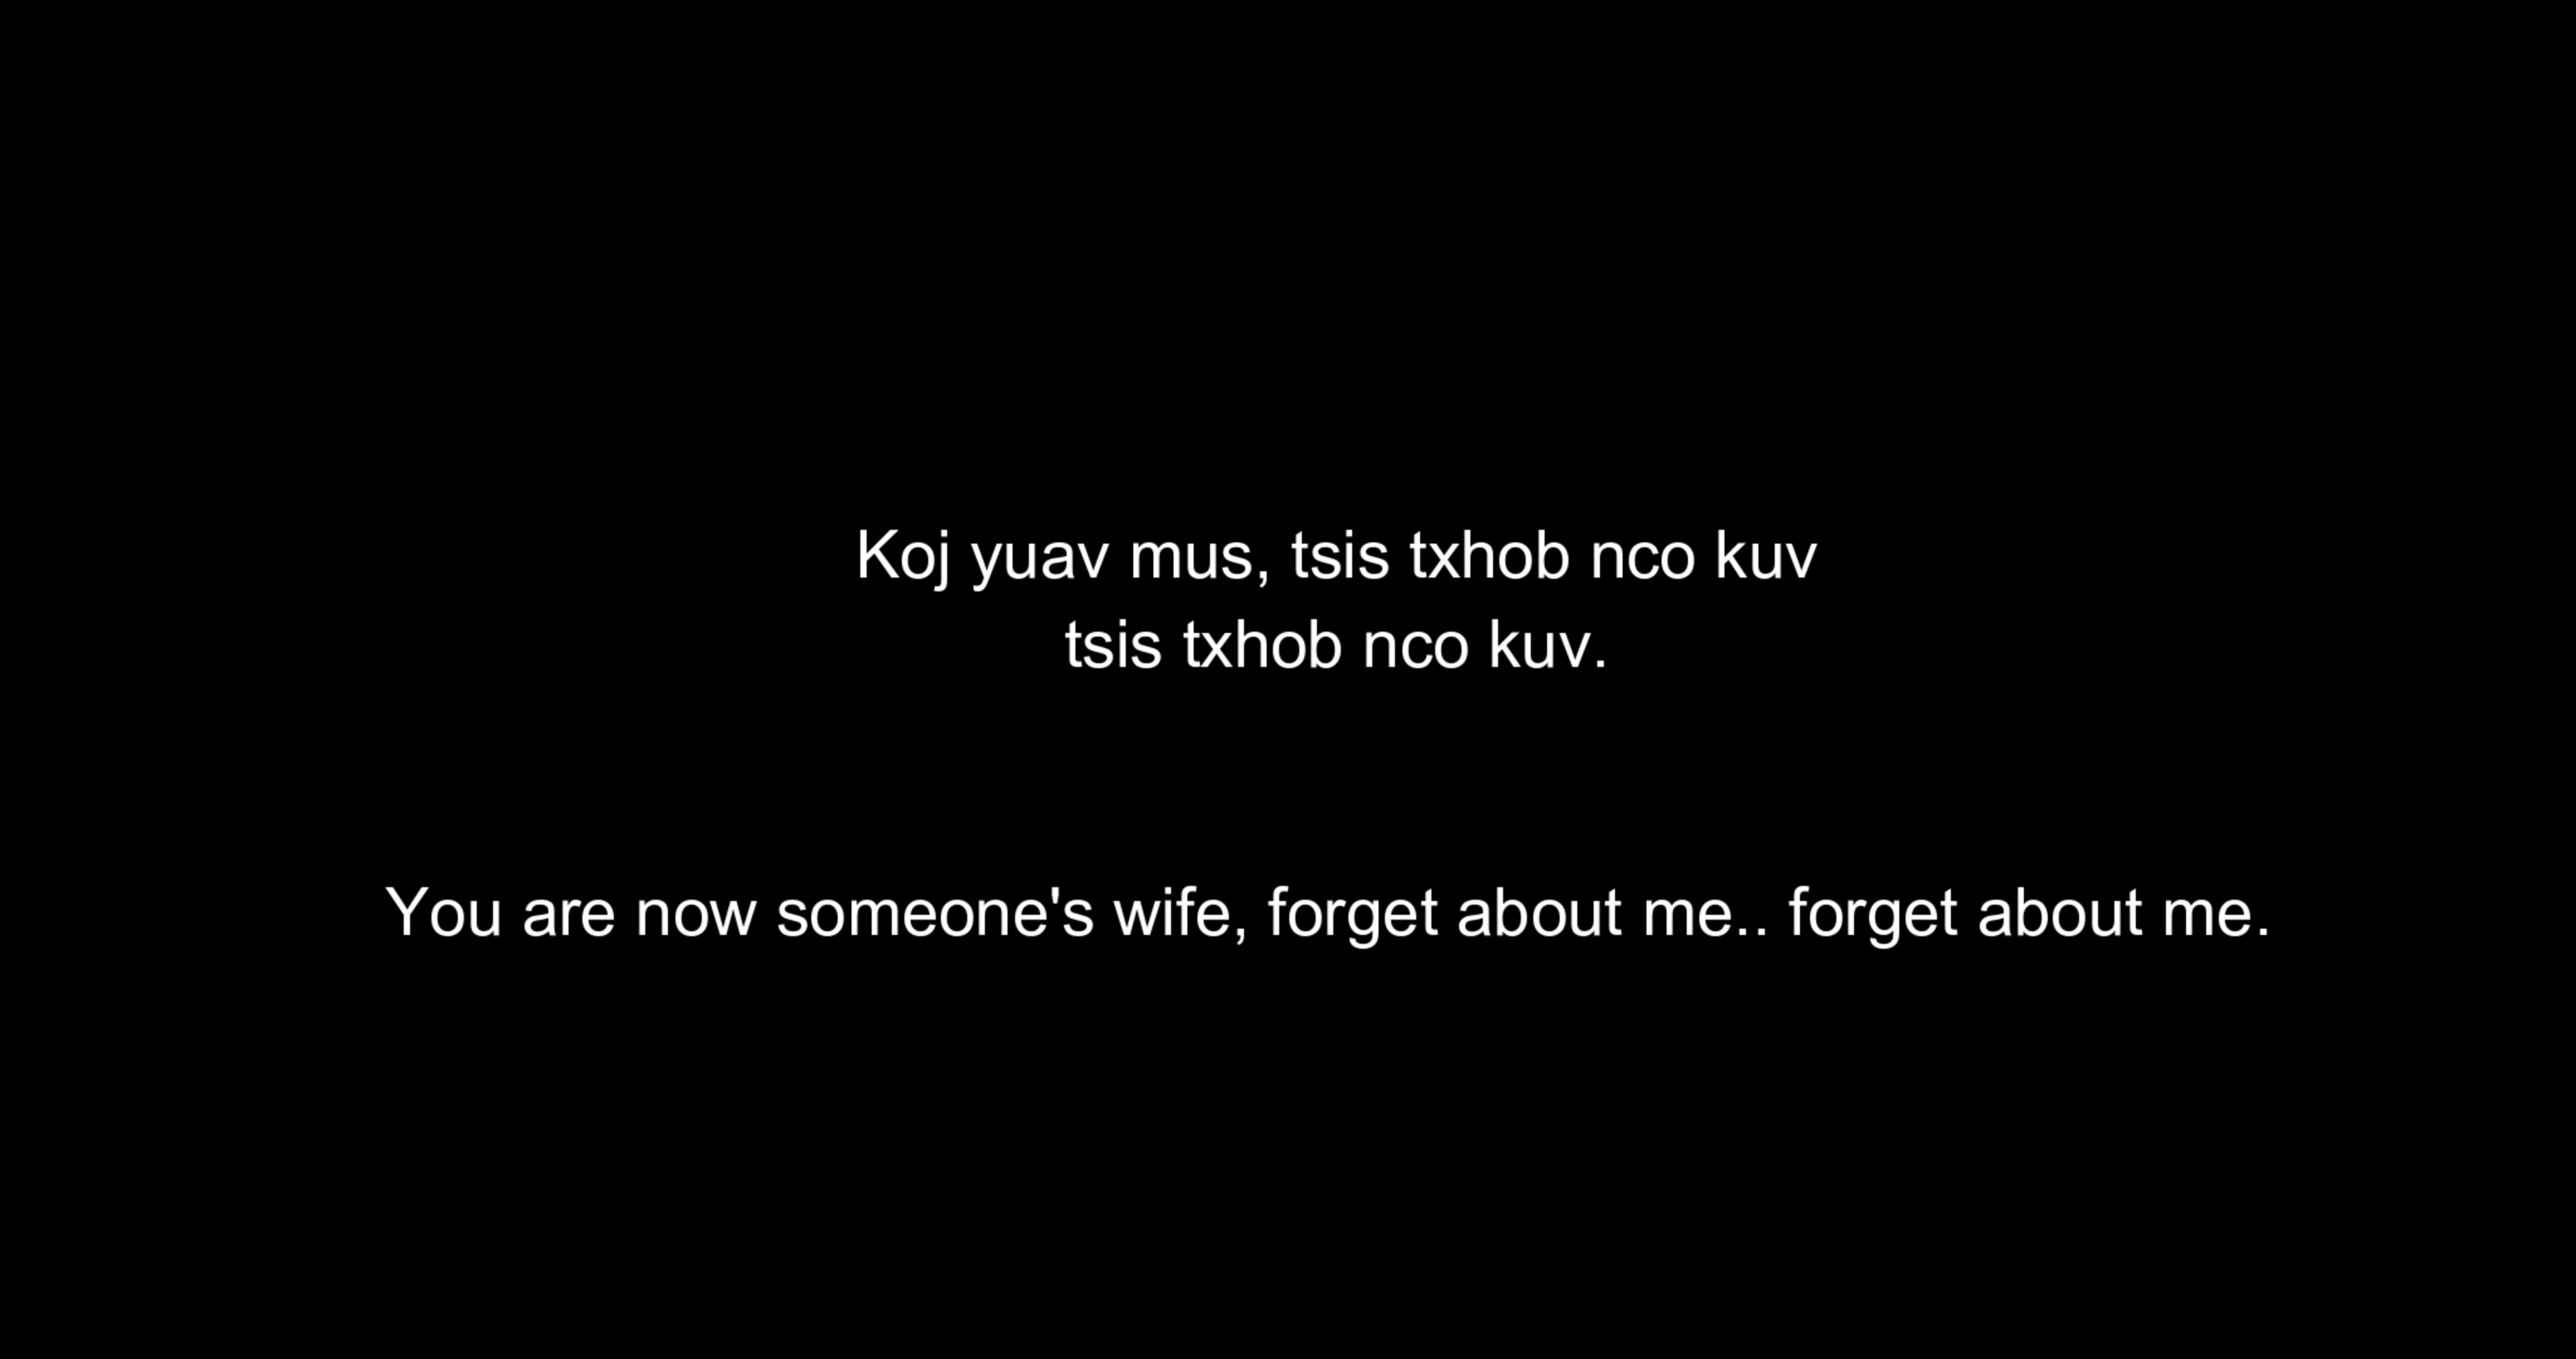 Koj yuav mus, tsis txhob nco kuv
tsis txhob nco kuv.
You are now someone's wife, forget about me.. forget about me.